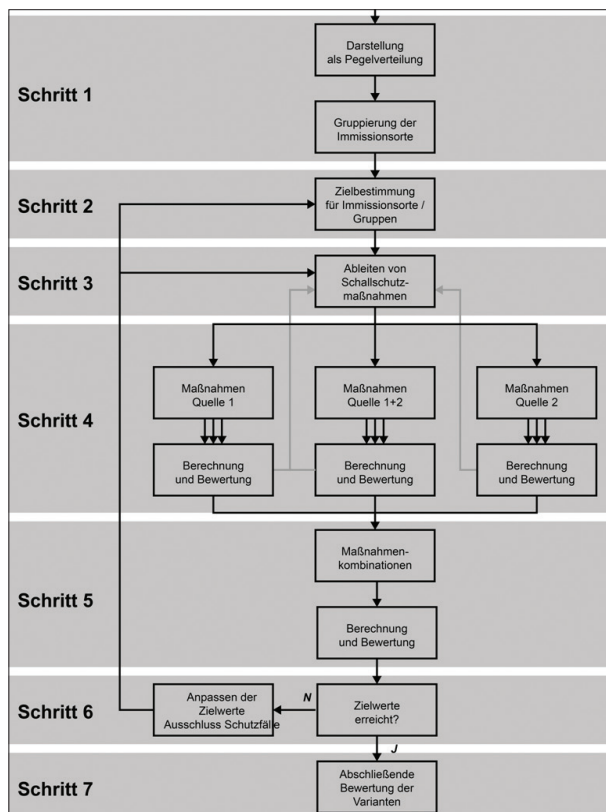 Schritt 1
Darstellung
als Pegelverteilung
Gruppierung der
Immissionsorte
Schritt 2
Zielbestimmung
für Immissionsorte /
Gruppen
Schritt 3
Ableiten von
Schallschutz-
maßnahmen
Schritt 4
Maßnahmen
Quelle 1
Maßnahmen
Quelle 1+2
Maßnahmen
Quelle 2
Berechnung
und Bewertung
Berechnung
und Bewertung
Berechnung
und Bewertung
Schritt 5
Maßnahmen-
kombinationen
Berechnung
und Bewertung
Schritt 6
Anpassen der
Zielwerte
Ausschluss Schutzfälle
N
Zielwerte
erreicht?
J
Schritt 7
Abschließende
Bewertung der
Varianten